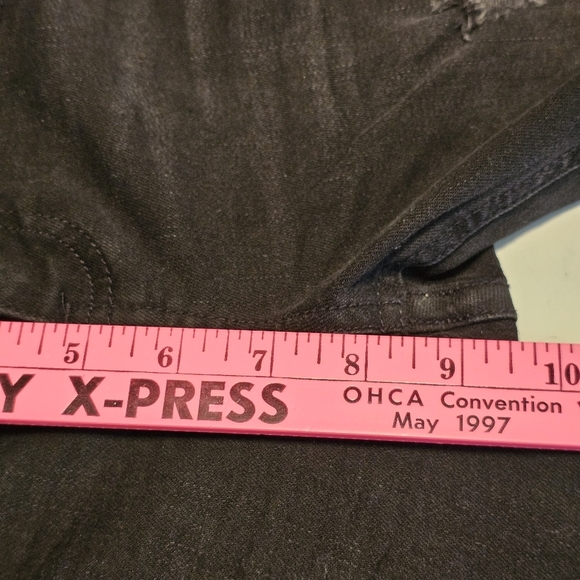 5 6 7 8 9 10
Y X-PRESS OHCA Convention
May 1997